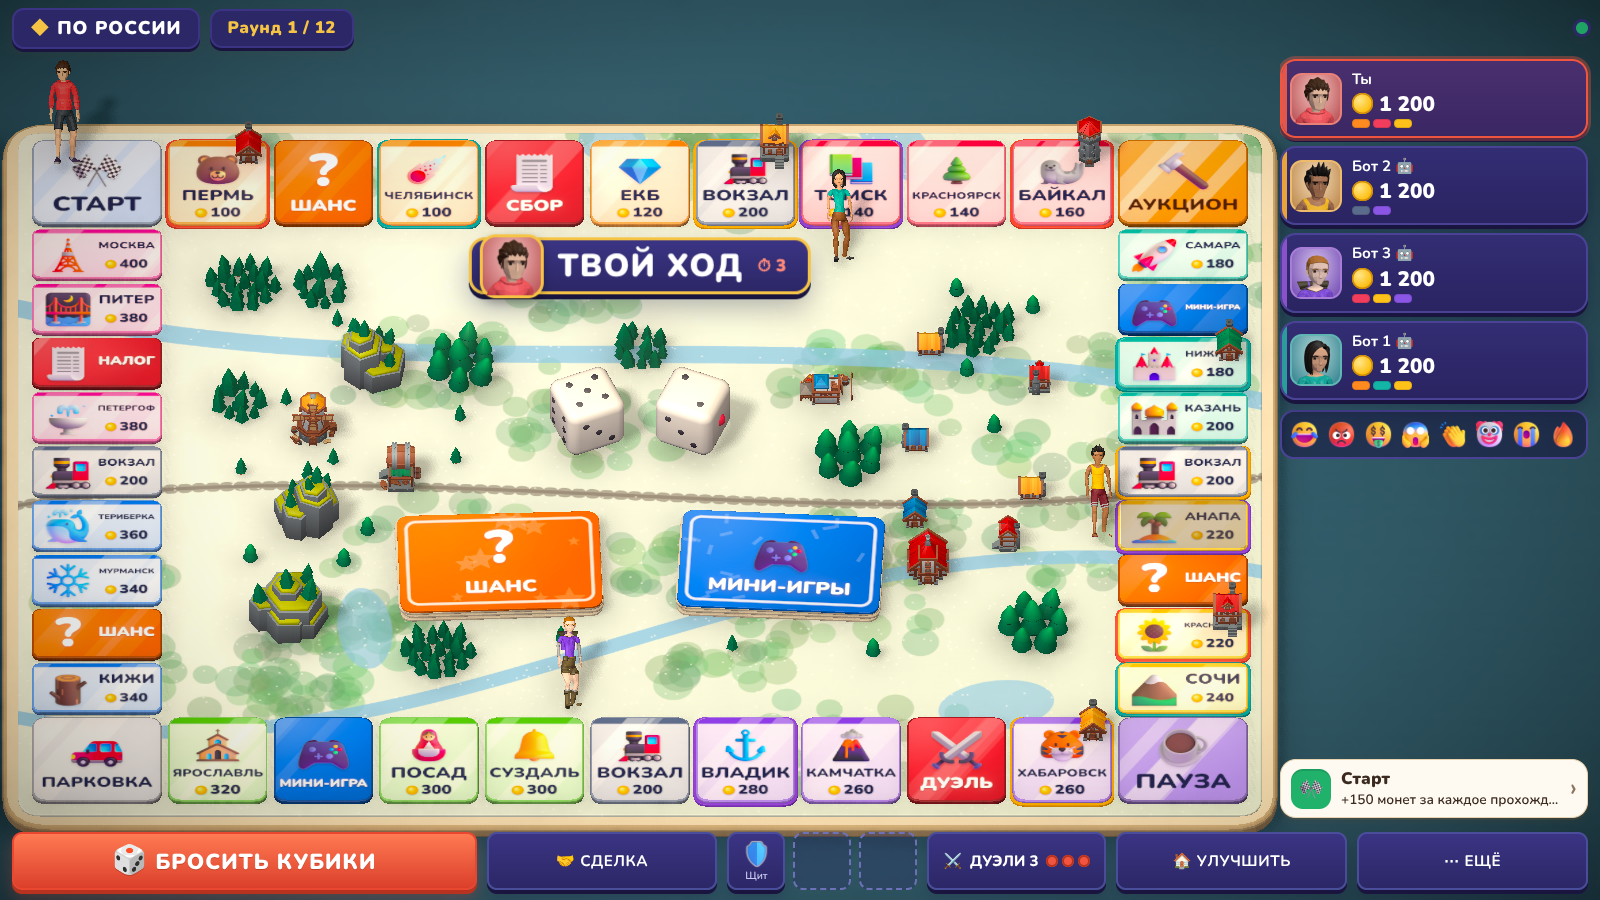 ПО РОССИИ
Раунд 1 / 12
Ты
1 200
Бот 2
1 200
Бот 3
1 200
Бот 1
1 200
СТАРТ
ПЕРМЬ
100
?
ШАНС
ЧЕЛЯБИНСК
100
СБОР
ЕКБ
120
ВОКЗАЛ
200
КРАСНОЯРСК
140
БАЙКАЛ
160
АУКЦИОН
ТВОЙ ХОД
3
МОСКВА
400
ПИТЕР
380
НАЛОГ
ПЕТЕРГОФ
380
ВОКЗАЛ
200
ТЕРИБЕРКА
360
МУРМАНСК
340
?
ШАНС
КИЖИ
340
САМАРА
180
МИНИ-ИГРА
180
КАЗАНЬ
200
ВОКЗАЛ
200
АНАПА
220
?
ШАНС
220
СОЧИ
240
?
ШАНС
МИНИ-ИГРЫ
ПАРКОВКА
ЯРОСЛАВЛЬ
320
МИНИ-ИГРА
ПОСАД
300
СУЗДАЛЬ
300
ВОКЗАЛ
200
ВЛАДИК
280
КАМЧАТКА
260
ДУЭЛЬ
ХАБАРОВСК
260
ПАУЗА
Старт
+150 монет за каждое прохожд...
БРОСИТЬ КУБИКИ
СДЕЛКА
Щит
ДУЭЛИ 3
УЛУЧШИТЬ
··· ЕЩЁ